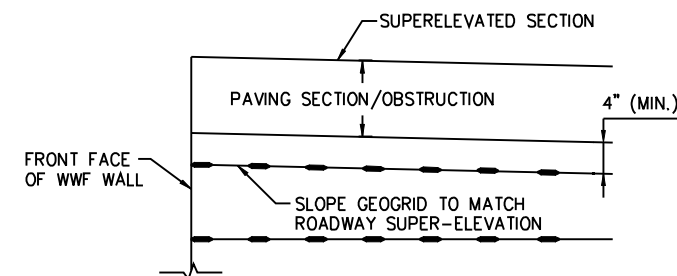 SUPERELEVATED SECTION
PAVING SECTION/OBSTRUCTION
4" (MIN.)
FRONT FACE
OF WWF WALL
SLOPE GEOGRID TO MATCH
ROADWAY SUPER-ELEVATION